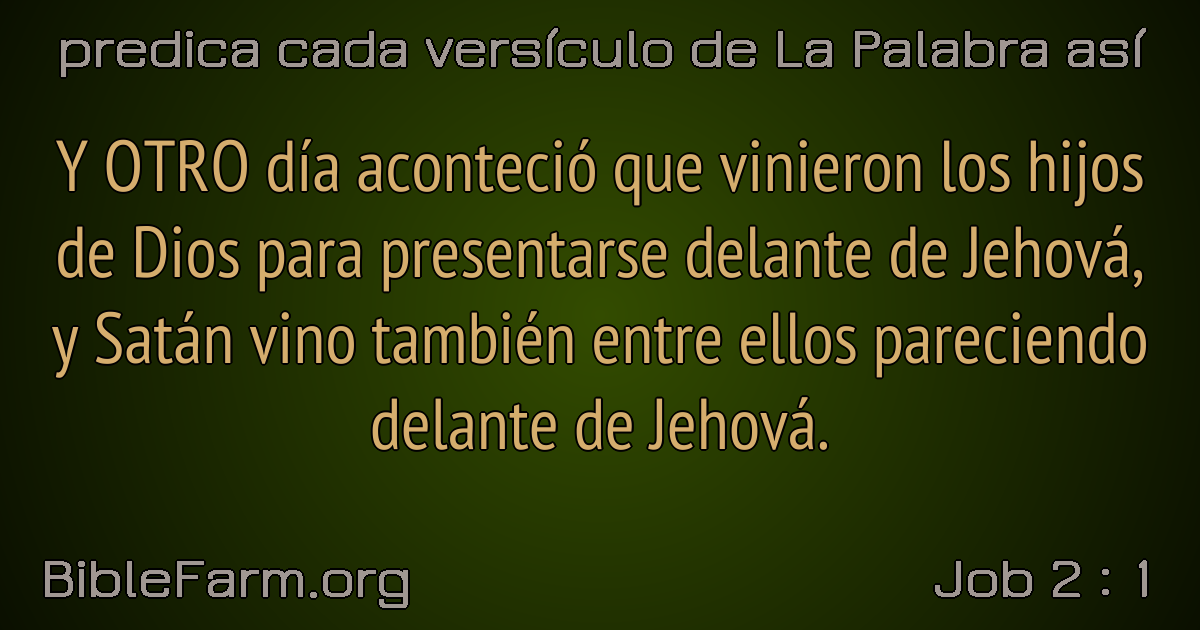 predica cada versículo de La Palabra así
Y OTRO día aconteció que vinieron los hijos
de Dios para presentarse delante de Jehová,
y Satán vino también entre ellos pareciendo
delante de Jehová.
BibleFarm.org
Job 2 : 1